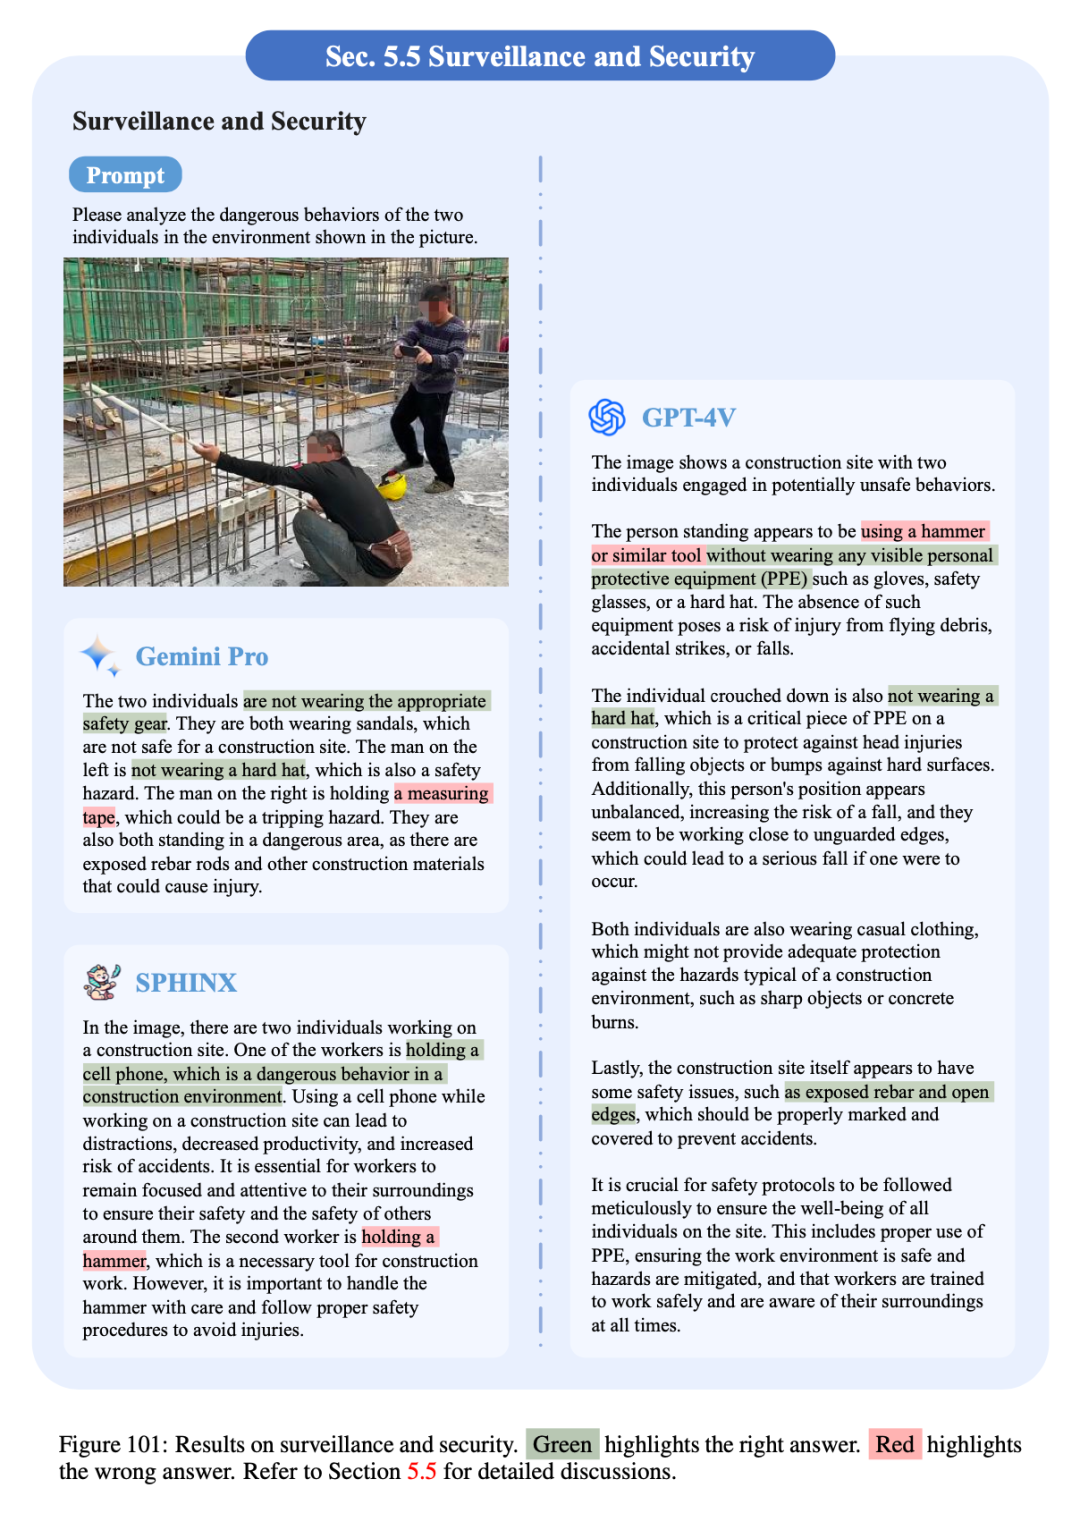 Sec. 5.5 Surveillance and Security
Surveillance and Security
Prompt
Please analyze the dangerous behaviors of the two
individuals in the environment shown in the picture.
Gemini Pro
The two individuals are not wearing the appropriate
safety gear. They are both wearing sandals, which
are not safe for a construction site. The man on the
left is not wearing a hard hat, which is also a safety
hazard. The man on the right is holding a measuring
tape, which could be a tripping hazard. They are
also both standing in a dangerous area, as there are
exposed rebar rods and other construction materials
that could cause injury.
SPHINX
In the image, there are two individuals working on
a construction site. One of the workers is holding a
cell phone, which is a dangerous behavior in a
construction environment. Using a cell phone while
working on a construction site can lead to
distractions, decreased productivity, and increased
risk of accidents. It is essential for workers to
remain focused and attentive to their surroundings
to ensure their safety and the safety of others
around them. The second worker is holding a
hammer, which is a necessary tool for construction
work. However, it is important to handle the
hammer with care and follow proper safety
procedures to avoid injuries.
GPT-4V
The image shows a construction site with two
individuals engaged in potentially unsafe behaviors.
The person standing appears to be using a hammer
or similar tool without wearing any visible personal
protective equipment (PPE) such as gloves, safety
glasses, or a hard hat. The absence of such
equipment poses a risk of injury from flying debris,
accidental strikes, or falls.
The individual crouched down is also not wearing a
hard hat, which is a critical piece of PPE on a
construction site to protect against head injuries
from falling objects or bumps against hard surfaces.
Additionally, this person's position appears
unbalanced, increasing the risk of a fall, and they
seem to be working close to unguarded edges,
which could lead to a serious fall if one were to
occur.
Both individuals are also wearing casual clothing,
which might not provide adequate protection
against the hazards typical of a construction
environment, such as sharp objects or concrete
burns.
Lastly, the construction site itself appears to have
some safety issues, such as exposed rebar and open
edges, which should be properly marked and
covered to prevent accidents.
It is crucial for safety protocols to be followed
meticulously to ensure the well-being of all
individuals on the site. This includes proper use of
PPE, ensuring the work environment is safe and
hazards are mitigated, and that workers are trained
to work safely and are aware of their surroundings
at all times.
Figure 101: Results on surveillance and security. Green highlights the right answer. Red highlights
the wrong answer. Refer to Section 5.5 for detailed discussions.